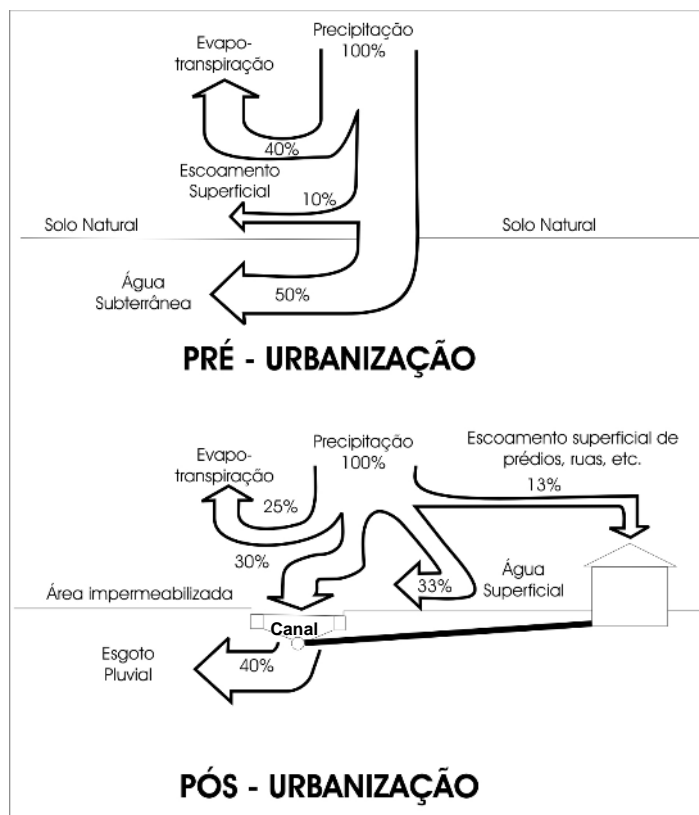 Precipitação
100%
Evapo-
transpiração
40%
Escoamento
Superficial
10%
Solo Natural
Solo Natural
Água
Subterrânea
50%
PRÉ - URBANIZAÇÃO
Precipitação
100%
Escoamento superficial de
prédios, ruas, etc.
13%
Evapo-
transpiração
25%
30%
33%
Água
Superficial
Área impermeabilizada
Canal
Esgoto
Pluvial
40%
PÓS - URBANIZAÇÃO